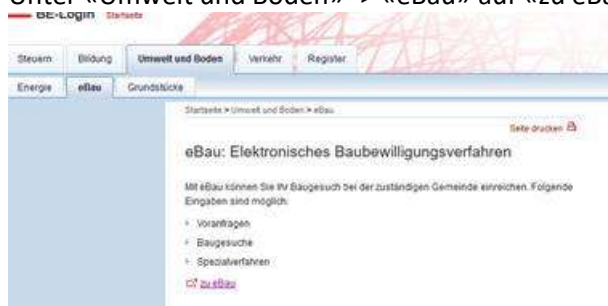 Unter «Umwelt und Boden» -> «eBau» auf «zu eBa
BE-Login Startseite
Steuern Bildung Umwelt und Boden Verkehr Register
Energie eBau Grundstücke
Startseite > Umwelt und Boden > eBau
Seite drucken
eBau: Elektronisches Baubewilligungsverfahren
Mit eBau können Sie Ihr Baugesuch bei der zuständigen Gemeinde einreichen. Folgende
Eingaben sind möglich:
Voranfragen
Baugesuche
Spezialverfahren
zu eBau